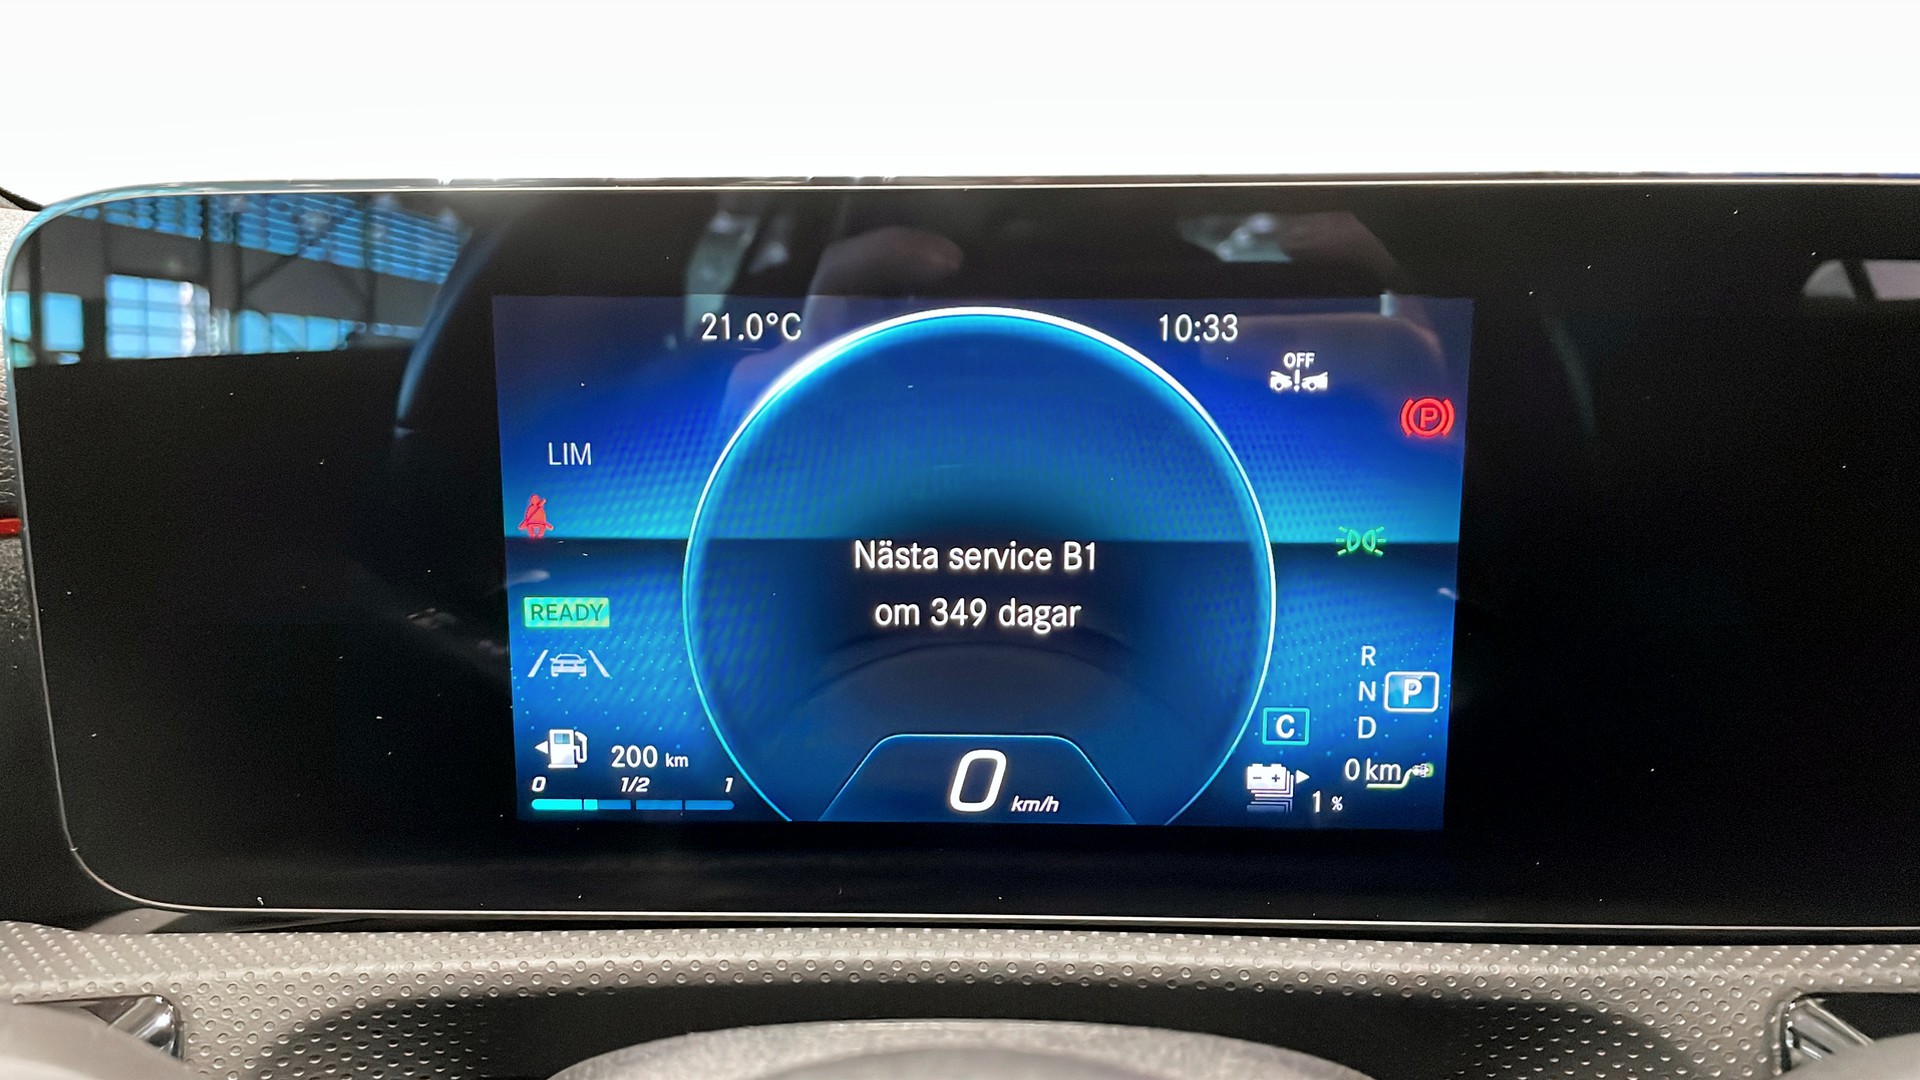 21.0°C
10:33
OFF
P
LIM
Nästa service B1
READY
om 349 dagar
R
N P
D
C
200 km
0 km
0 1/2 1
0 km/h
1 %